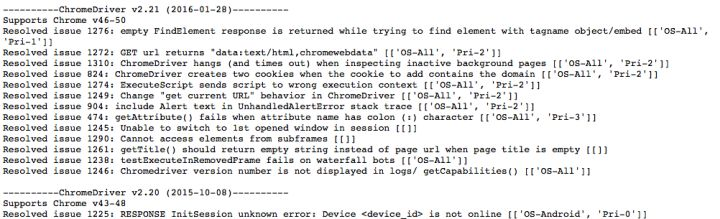 ----------ChromeDriver v2.21 (2016-01-28)----------
Supports Chrome v46-50
Resolved issue 1276: empty FindElement response is returned while trying to find element with tagname object/embed [['OS-All',
'Pri-1']]
Resolved issue 1272: GET url returns "data:text/html,chromewebdata" [['OS-All', 'Pri-2']]
Resolved issue 1310: ChromeDriver hangs (and times out) when inspecting inactive background pages [['OS-All', 'Pri-2']]
Resolved issue 824: ChromeDriver creates two cookies when the cookie to add contains the domain [['OS-All', 'Pri-2']]
Resolved issue 1274: ExecuteScript sends script to wrong execution context [['OS-All', 'Pri-2']]
Resolved issue 1249: Change "get current URL" behavior in ChromeDriver [['OS-All', 'Pri-2']]
Resolved issue 904: include Alert text in UnhandledAlertError stack trace [['OS-All', 'Pri-2']]
Resolved issue 474: getAttribute() fails when attribute name has colon (:) character [['OS-All', 'Pri-3']]
Resolved issue 1245: Unable to switch to 1st opened window in session [[]]
Resolved issue 1290: Cannot access elements from subframes [[]]
Resolved issue 1261: getTitle() should return empty string instead of page url when page title is empty [[]]
Resolved issue 1238: testExecuteInRemovedFrame fails on waterfall bots [['OS-All']]
Resolved issue 1246: Chromedriver version number is not displayed in logs/ getCapabilities() [['OS-All']]
----------ChromeDriver v2.20 (2015-10-08)----------
Supports Chrome v43-48
Resolved issue 1225: RESPONSE InitSession unknown error: Device <device_id> is not online [['OS-Android', 'Pri-0']]